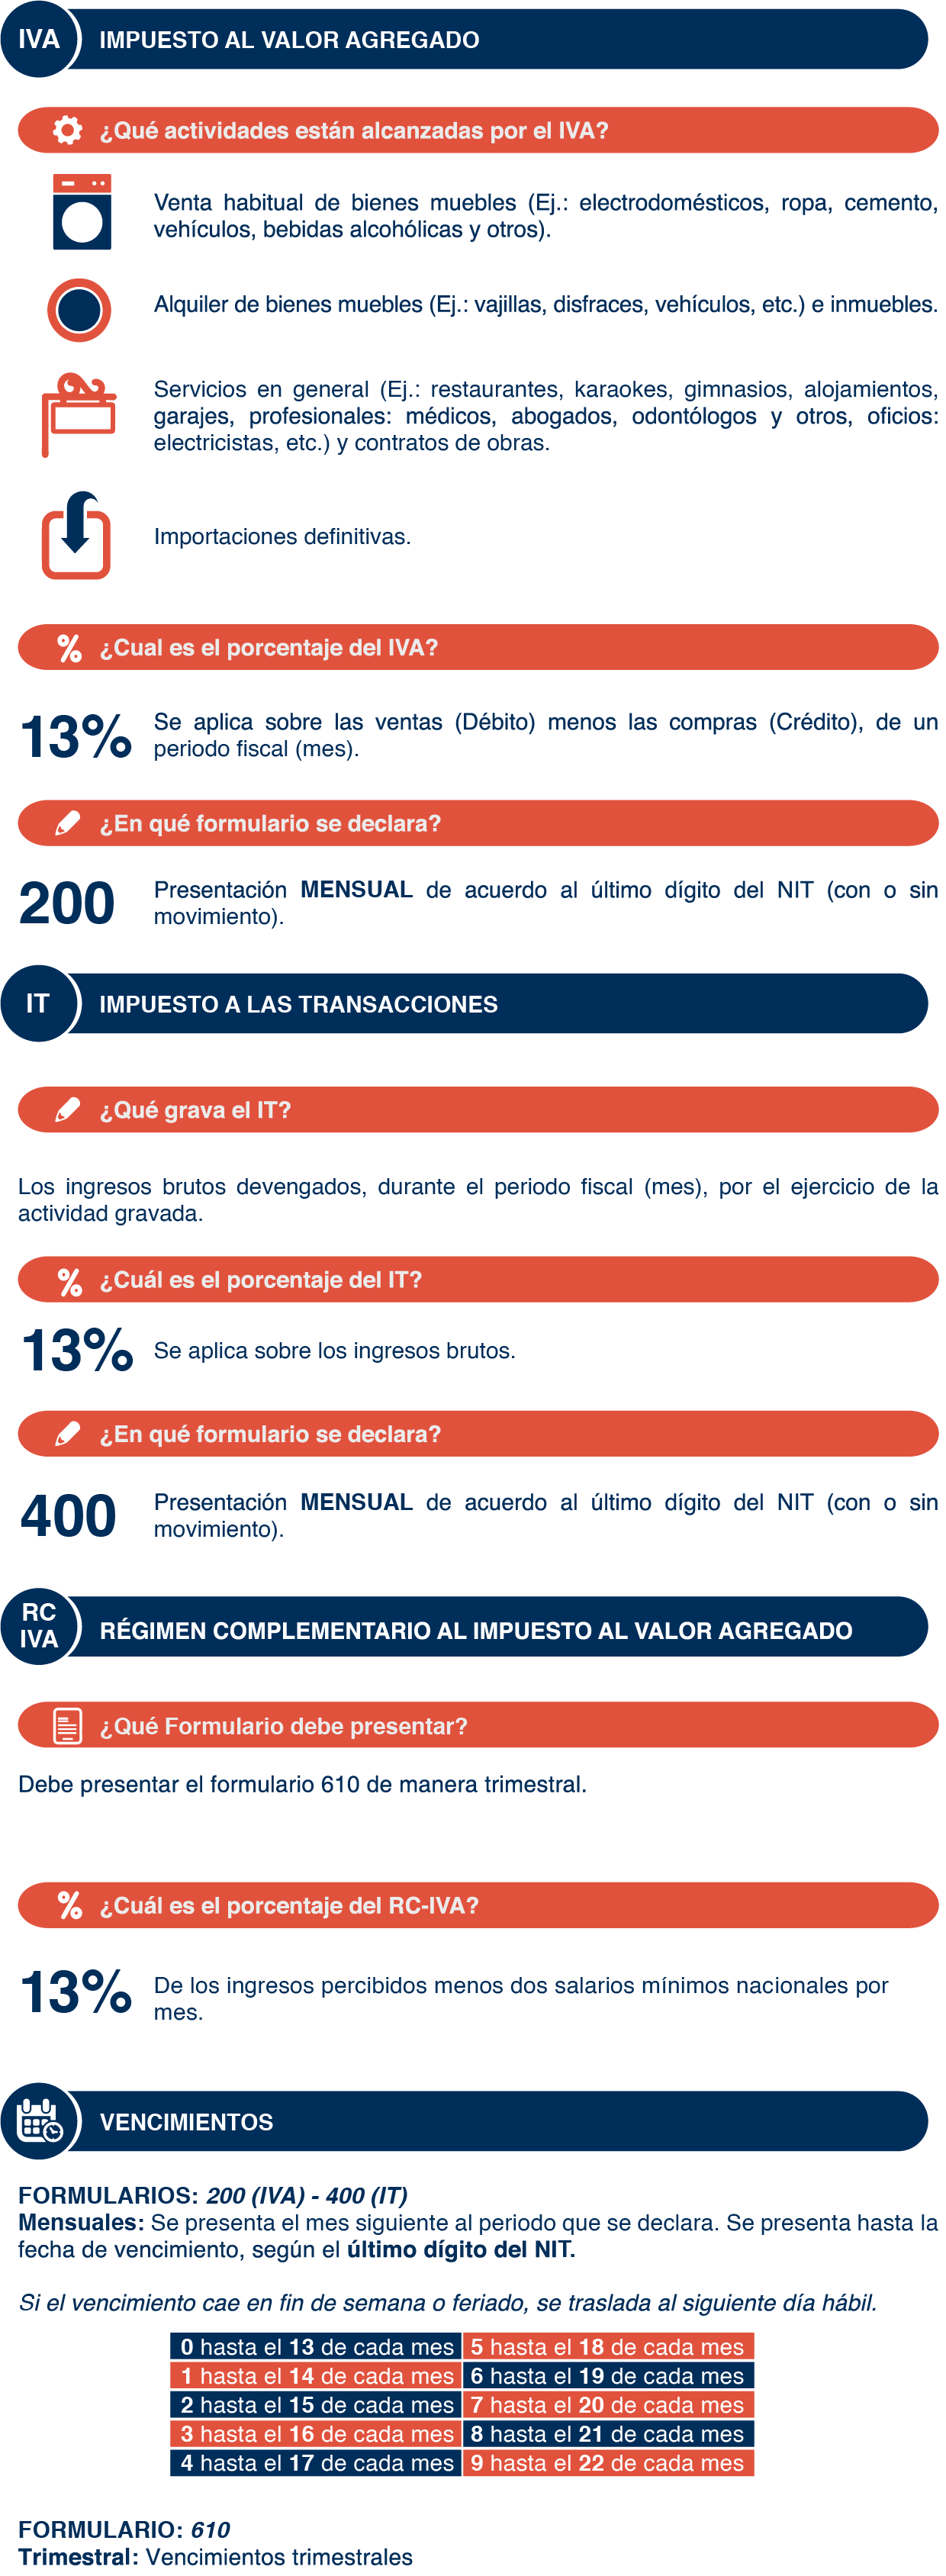 IVA
IMPUESTO AL VALOR AGREGADO
¿Qué actividades están alcanzadas por el IVA?
Venta habitual de bienes muebles (Ej.: electrodomésticos, ropa, cemento,
vehículos, bebidas alcohólicas y otros).
Alquiler de bienes muebles (Ej.: vajillas, disfraces, vehículos, etc.) e inmuebles.
Servicios en general (Ej.: restaurantes, karaokes, gimnasios, alojamientos,
garajes, profesionales: médicos, abogados, odontólogos y otros, oficios:
electricistas, etc.) y contratos de obras.
Importaciones definitivas.
% ¿Cual es el porcentaje del IVA?
13%
Se aplica sobre las ventas (Débito) menos las compras (Crédito), de un
periodo fiscal (mes).
¿En qué formulario se declara?
200
Presentación MENSUAL de acuerdo al último dígito del NIT (con o sin
movimiento).
IT
IMPUESTO A LAS TRANSACCIONES
¿Qué grava el IT?
Los ingresos brutos devengados, durante el periodo fiscal (mes), por el ejercicio de la
actividad gravada.
% ¿Cuál es el porcentaje del IT?
13%
Se aplica sobre los ingresos brutos.
¿En qué formulario se declara?
400
Presentación MENSUAL de acuerdo al último dígito del NIT (con o sin
movimiento).
RC
IVA
RÉGIMEN COMPLEMENTARIO AL IMPUESTO AL VALOR AGREGADO
¿Qué Formulario debe presentar?
Debe presentar el formulario 610 de manera trimestral.
% ¿Cuál es el porcentaje del RC-IVA?
13%
De los ingresos percibidos menos dos salarios mínimos nacionales por
mes.
VENCIMIENTOS
FORMULARIOS: 200 (IVA) - 400 (IT)
Mensuales: Se presenta el mes siguiente al periodo que se declara. Se presenta hasta la
fecha de vencimiento, según el último dígito del NIT.
Si el vencimiento cae en fin de semana o feriado, se traslada al siguiente día hábil.
0 hasta el 13 de cada mes 5 hasta el 18 de cada mes
1 hasta el 14 de cada mes 6 hasta el 19 de cada mes
2 hasta el 15 de cada mes 7 hasta el 20 de cada mes
3 hasta el 16 de cada mes 8 hasta el 21 de cada mes
4 hasta el 17 de cada mes 9 hasta el 22 de cada mes
FORMULARIO: 610
Trimestral: Vencimientos trimestrales